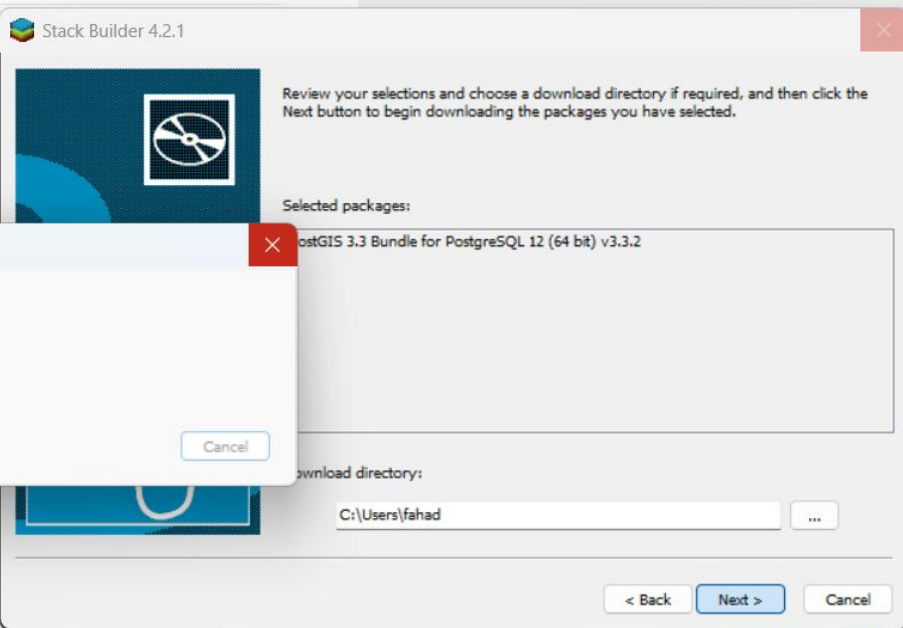 Stack Builder 4.2.1
Review your selections and choose a download directory if required, and then click the
Next button to begin downloading the packages you have selected.
Selected packages:
ostGIS 3.3 Bundle for PostgreSQL 12 (64 bit) v3.3.2
Cancel
ownload directory:
C:\Users\fahad
...
< Back
Next >
Cancel